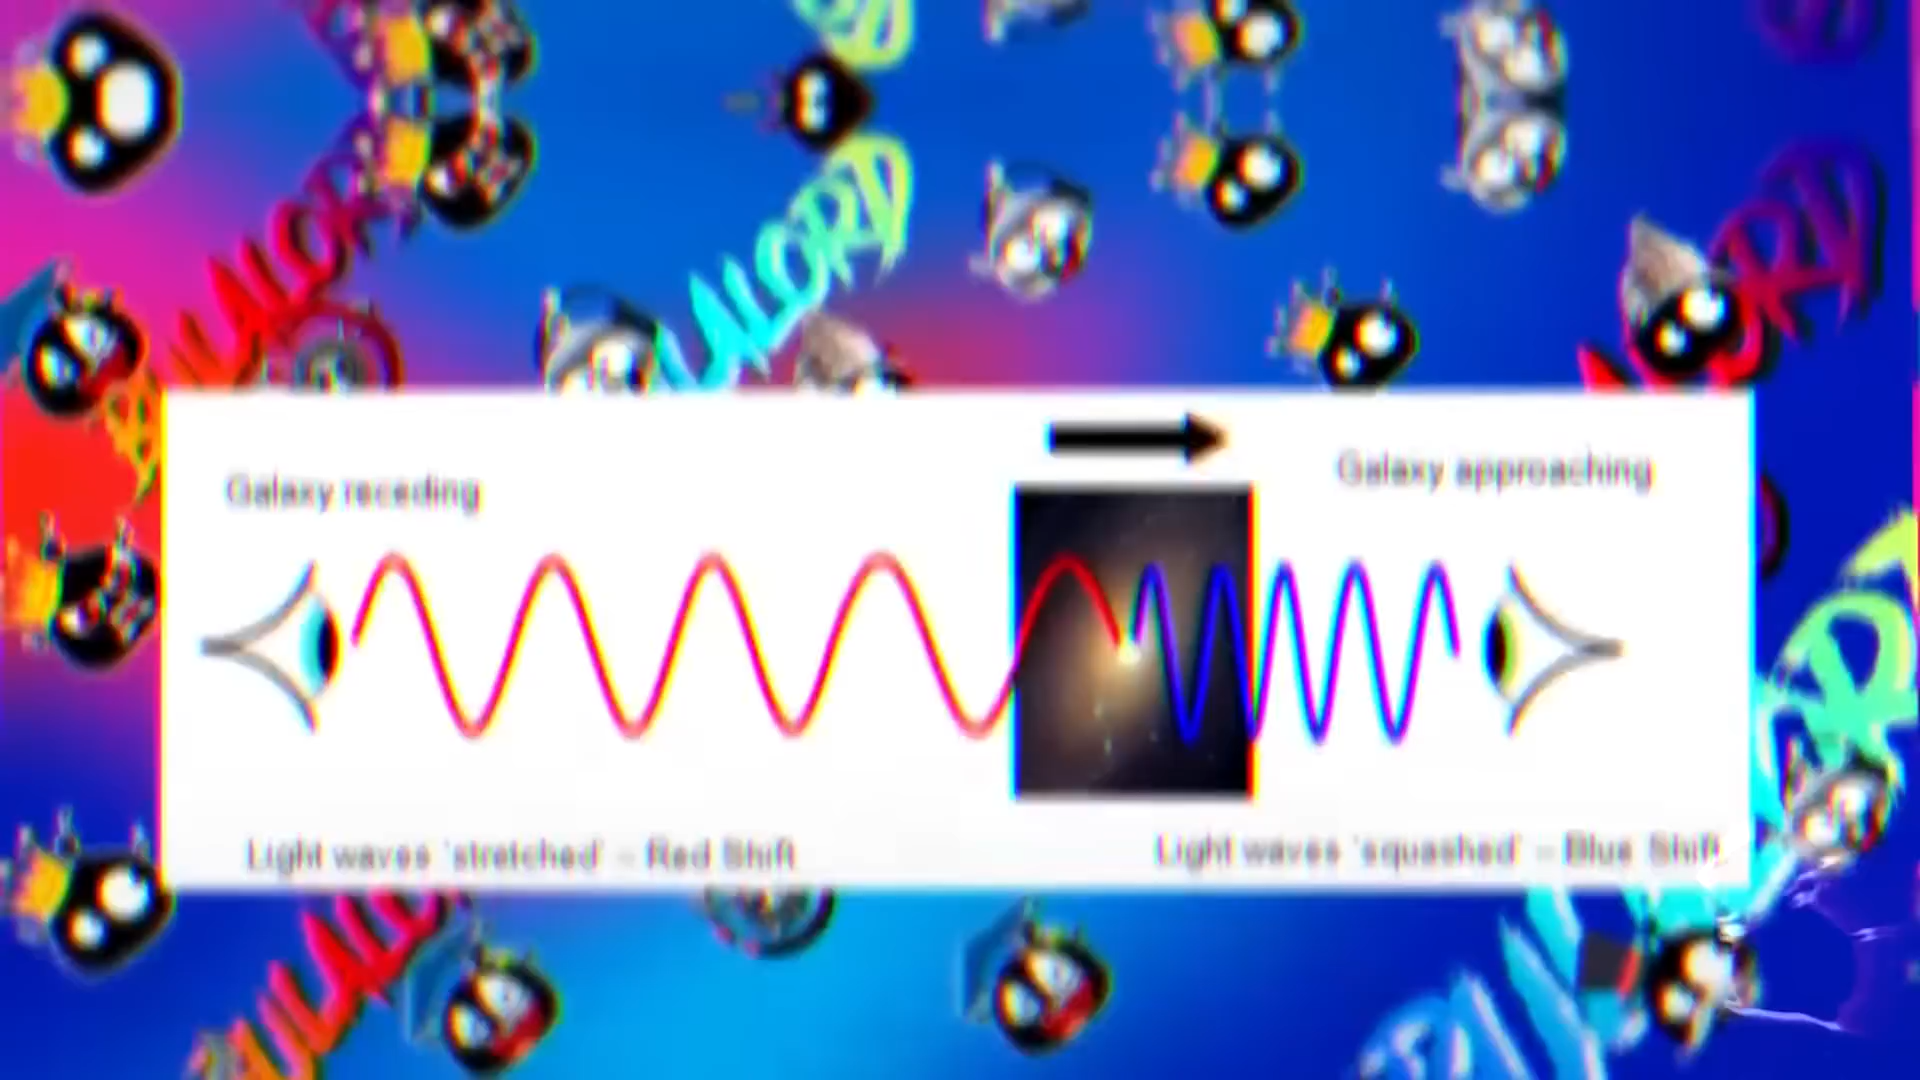 Galaxy receding
Galaxy approaching
Light waves 'stretched' – Red Shift
Light waves 'squashed' – Blue Shift